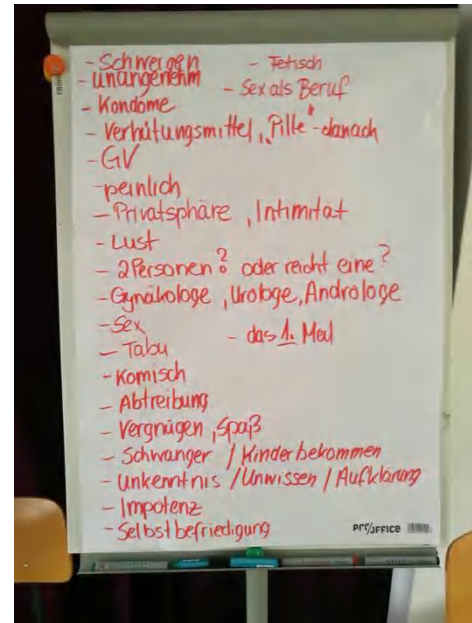 - Schweigen
- Fetisch
- unangenehm
- Sex als Beruf
- Kondome
- Verhütungsmittel, "Pille"-danach
- GV
- peinlich
- Privatsphäre, Intimität
- Lust
- 2 Personen? oder reicht eine?
- Gynäkologe, Urologe, Androloge
- Sex
- das 1. Mal
- Tabu
- Komisch
- Abtreibung
- Vergnügen, Spaß
- Schwanger / Kinder bekommen
- Unkenntnis / Unwissen / Aufklärung
- Impotenz
- Selbstbefriedigung
pro/OFFICE